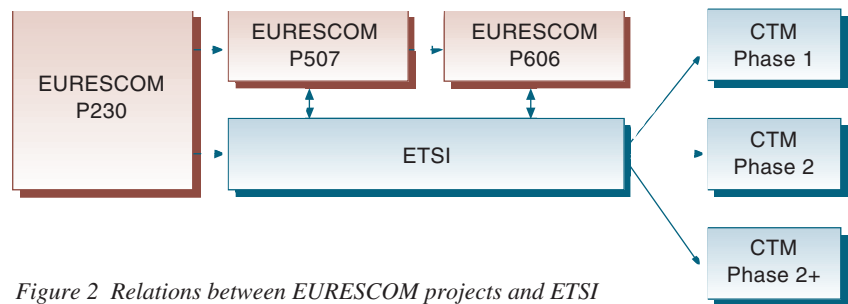 EURESCOM
P230
EURESCOM
P507
EURESCOM
P606
ETSI
CTM
Phase 1
CTM
Phase 2
CTM
Phase 2+
Figure 2 Relations between EURESCOM projects and ETSI